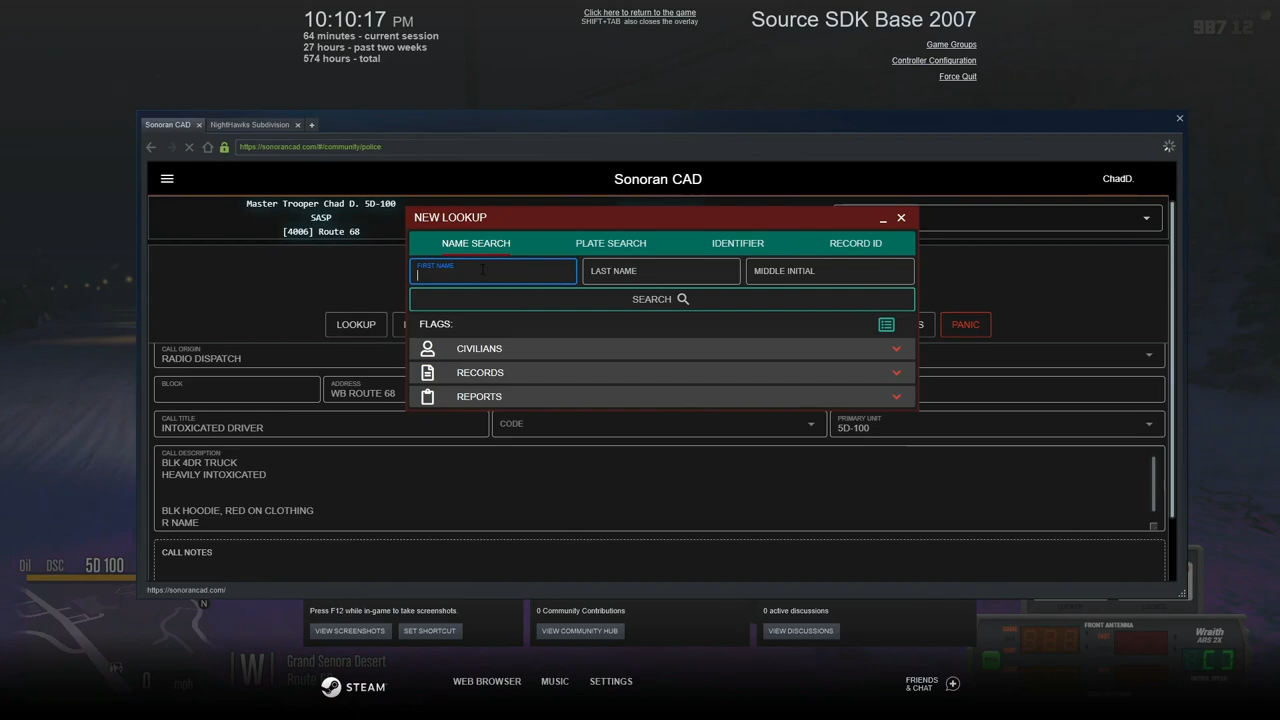 10:10:17 PM
64 minutes - current session
27 hours - past two weeks
574 hours - total
Click here to return to the game
SHIFT+TAB also closes the overlay
Source SDK Base 2007
Game Groups
Controller Configuration
Force Quit
987 12
Sonoran CAD
NightHawks Subdivision
https://sonorancad.com/#/community/police
Sonoran CAD
ChadD.
Master Trooper Chad D. 5D-100
SASP
[4006] Route 68
NEW LOOKUP
NAME SEARCH
PLATE SEARCH
IDENTIFIER
RECORD ID
FIRST NAME
LAST NAME
MIDDLE INITIAL
SEARCH
LOOKUP
S
PANIC
FLAGS:
CIVILIANS
RECORDS
REPORTS
CALL ORIGIN
RADIO DISPATCH
BLOCK
ADDRESS
WB ROUTE 68
CALL TITLE
INTOXICATED DRIVER
CODE
PRIMARY UNIT
5D-100
CALL DESCRIPTION
BLK 4DR TRUCK
HEAVILY INTOXICATED
BLK HOODIE, RED ON CLOTHING
R NAME
CALL NOTES
https://sonorancad.com/
Oil DSC 5D 100
N
Press F12 while in-game to take screenshots.
VIEW SCREENSHOTS
SET SHORTCUT
0 Community Contributions
VIEW COMMUNITY HUB
0 active discussions
VIEW DISCUSSIONS
FRONT ANTENNA
Wraith
ARS 2X
[W]
Grand Senora Desert
0 mph
STEAM
WEB BROWSER
MUSIC
SETTINGS
FRIENDS
& CHAT